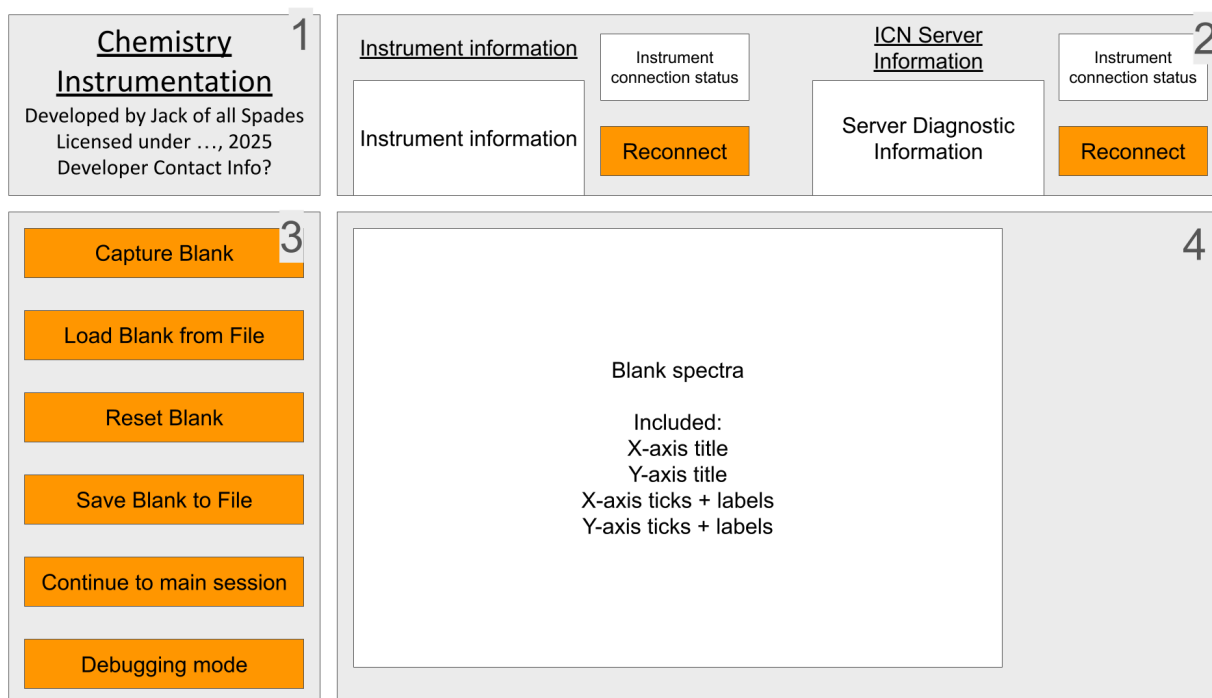 Chemistry
Instrumentation
Developed by Jack of all Spades
Licensed under …, 2025
Developer Contact Info?
1
Instrument information
Instrument information
Instrument
connection status
Reconnect
ICN Server
Information
Server Diagnostic
Information
Instrument
connection status
Reconnect
2
Capture Blank
Load Blank from File
Reset Blank
Save Blank to File
Continue to main session
Debugging mode
3
Blank spectra
Included:
X-axis title
Y-axis title
X-axis ticks + labels
Y-axis ticks + labels
4